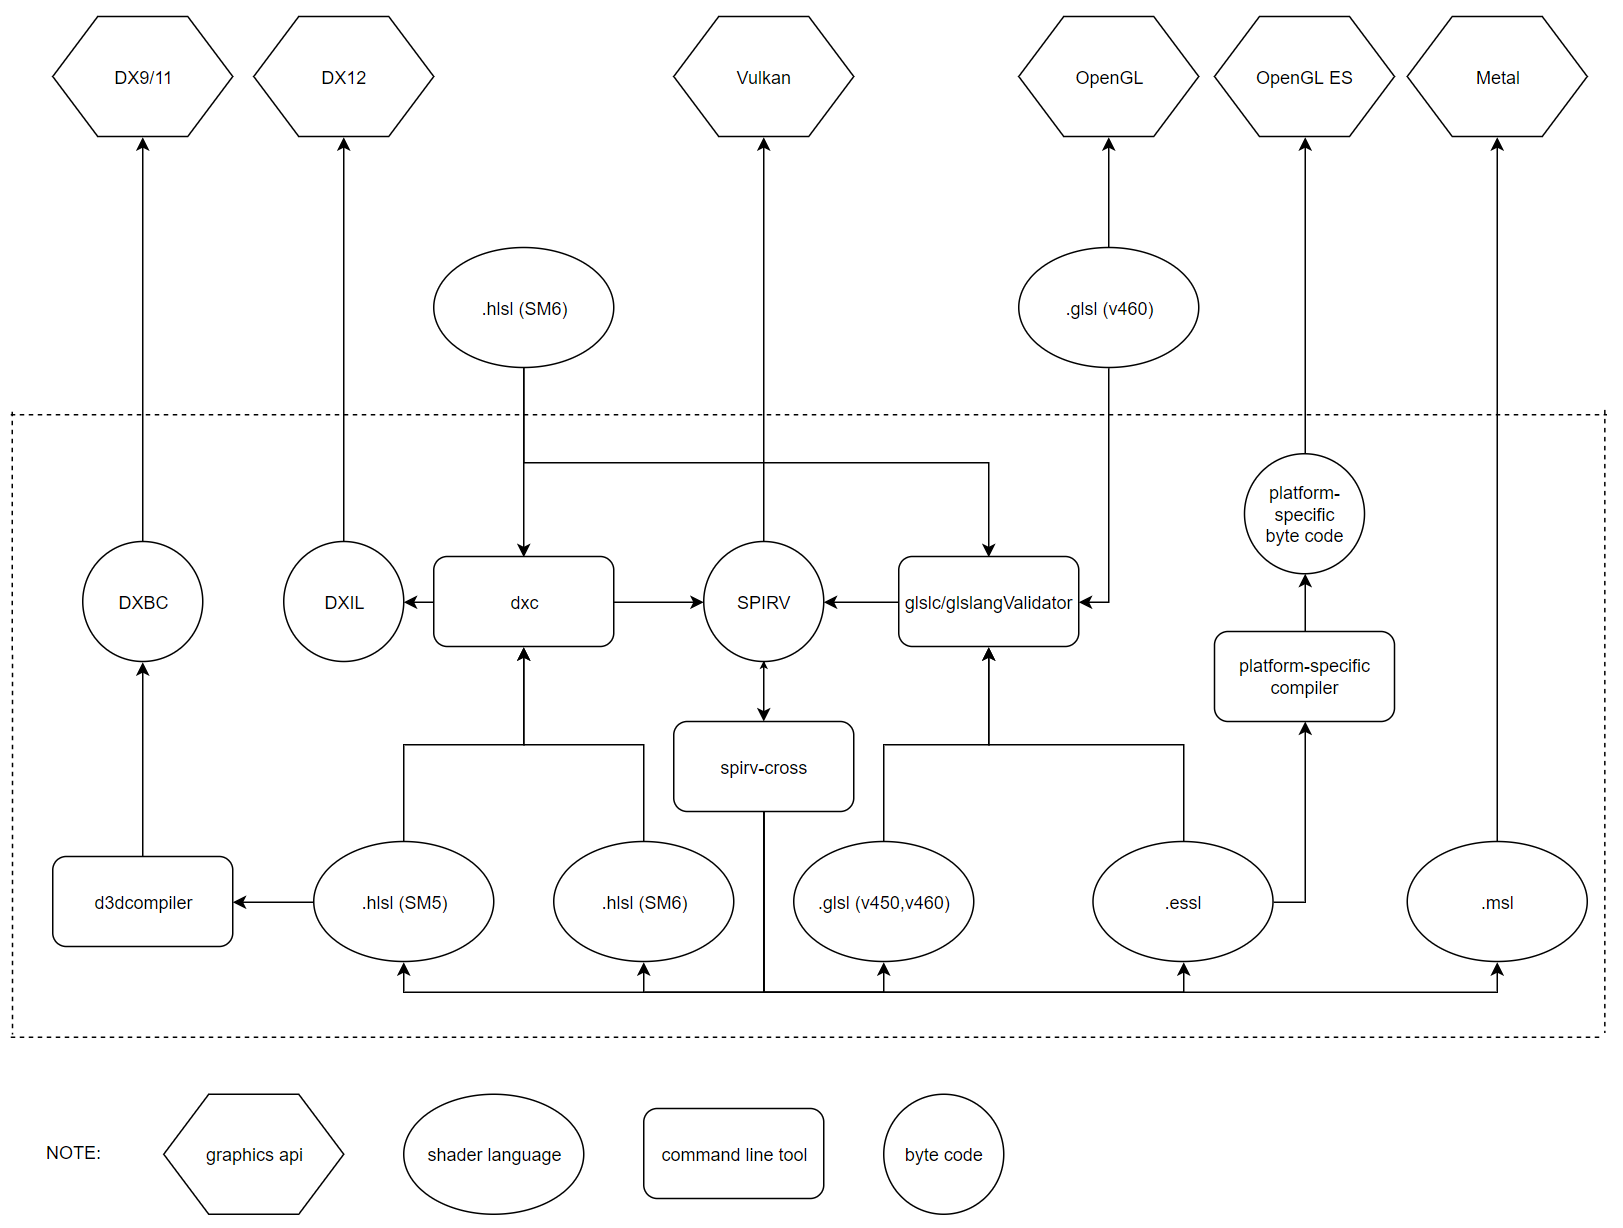 DX9/11
DX12
Vulkan
OpenGL
OpenGL ES
Metal
.hlsl (SM6)
.glsl (v460)
platform-
specific
byte code
DXBC
DXIL
dxc
SPIRV
glslc/glslangValidator
platform-specific
compiler
spirv-cross
d3dcompiler
.hlsl (SM5)
.hlsl (SM6)
.glsl (v450,v460)
.essl
.msl
NOTE:
graphics api
shader language
command line tool
byte code